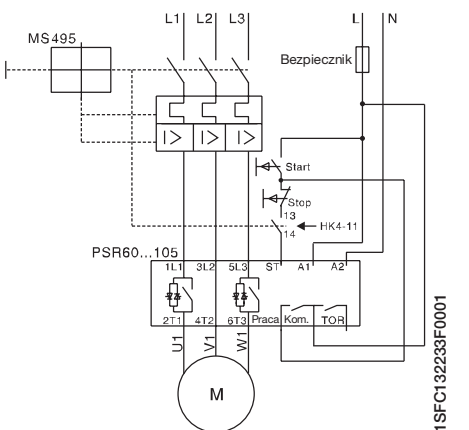 L1 L2 L3 L N
MS495
Bezpiecznik
I> I> I>
Start
Stop
13
14 HK4-11
PSR60...105
1L1 3L2 5L3 ST A1 A2
2T1 4T2 6T3 Praca Kom. TOR
U1 V1 W1
M
1SFC132233F0001